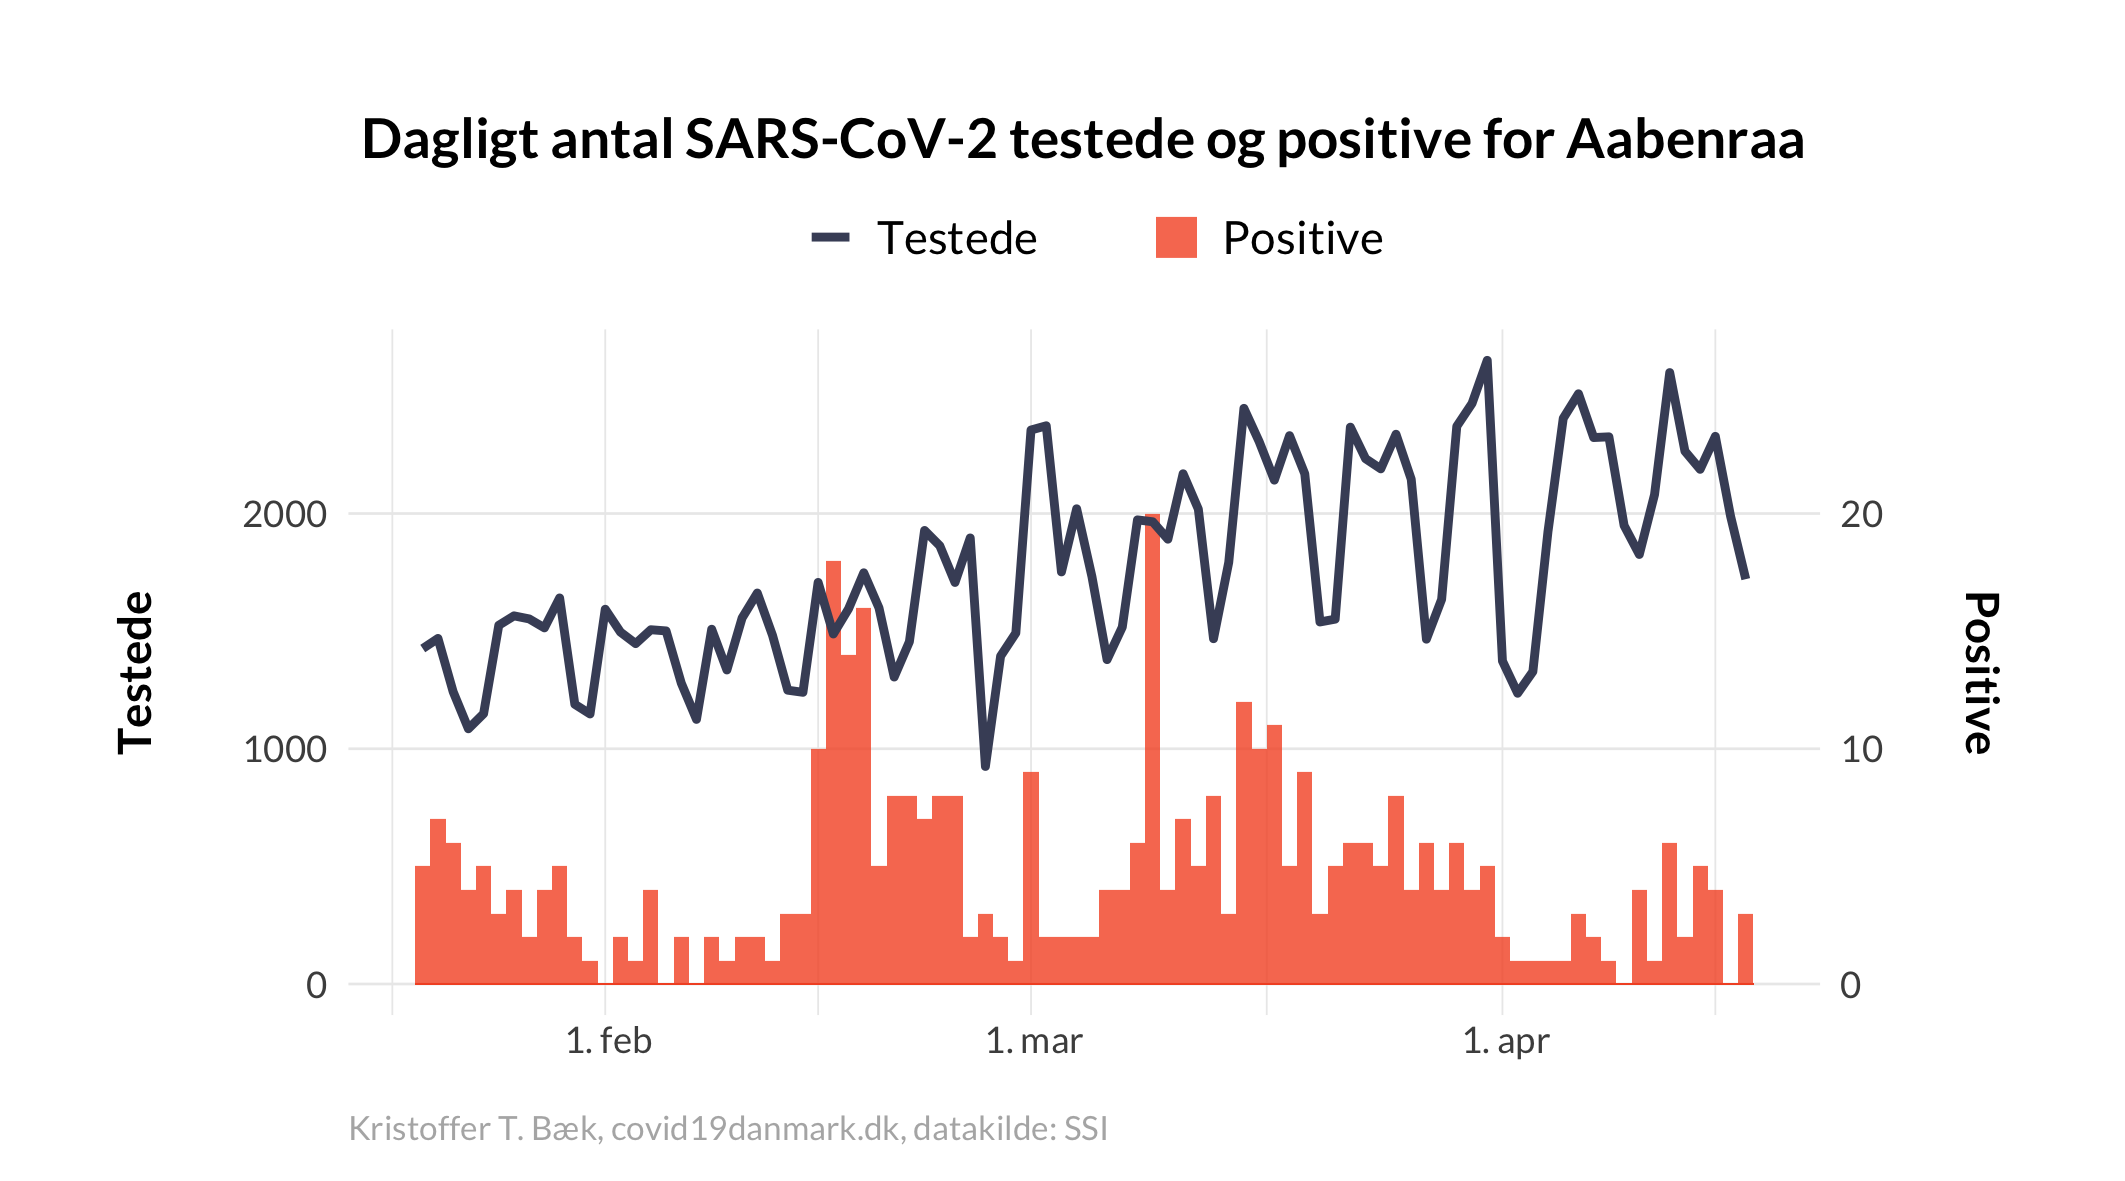 Dagligt antal SARS-CoV-2 testede og positive for Aabenraa
Testede
Positive
2000
1000
0
Testede
20
10
0
Positive
1. feb
1. mar
1. apr
Kristoffer T. Bæk, covid19danmark.dk, datakilde: SSI